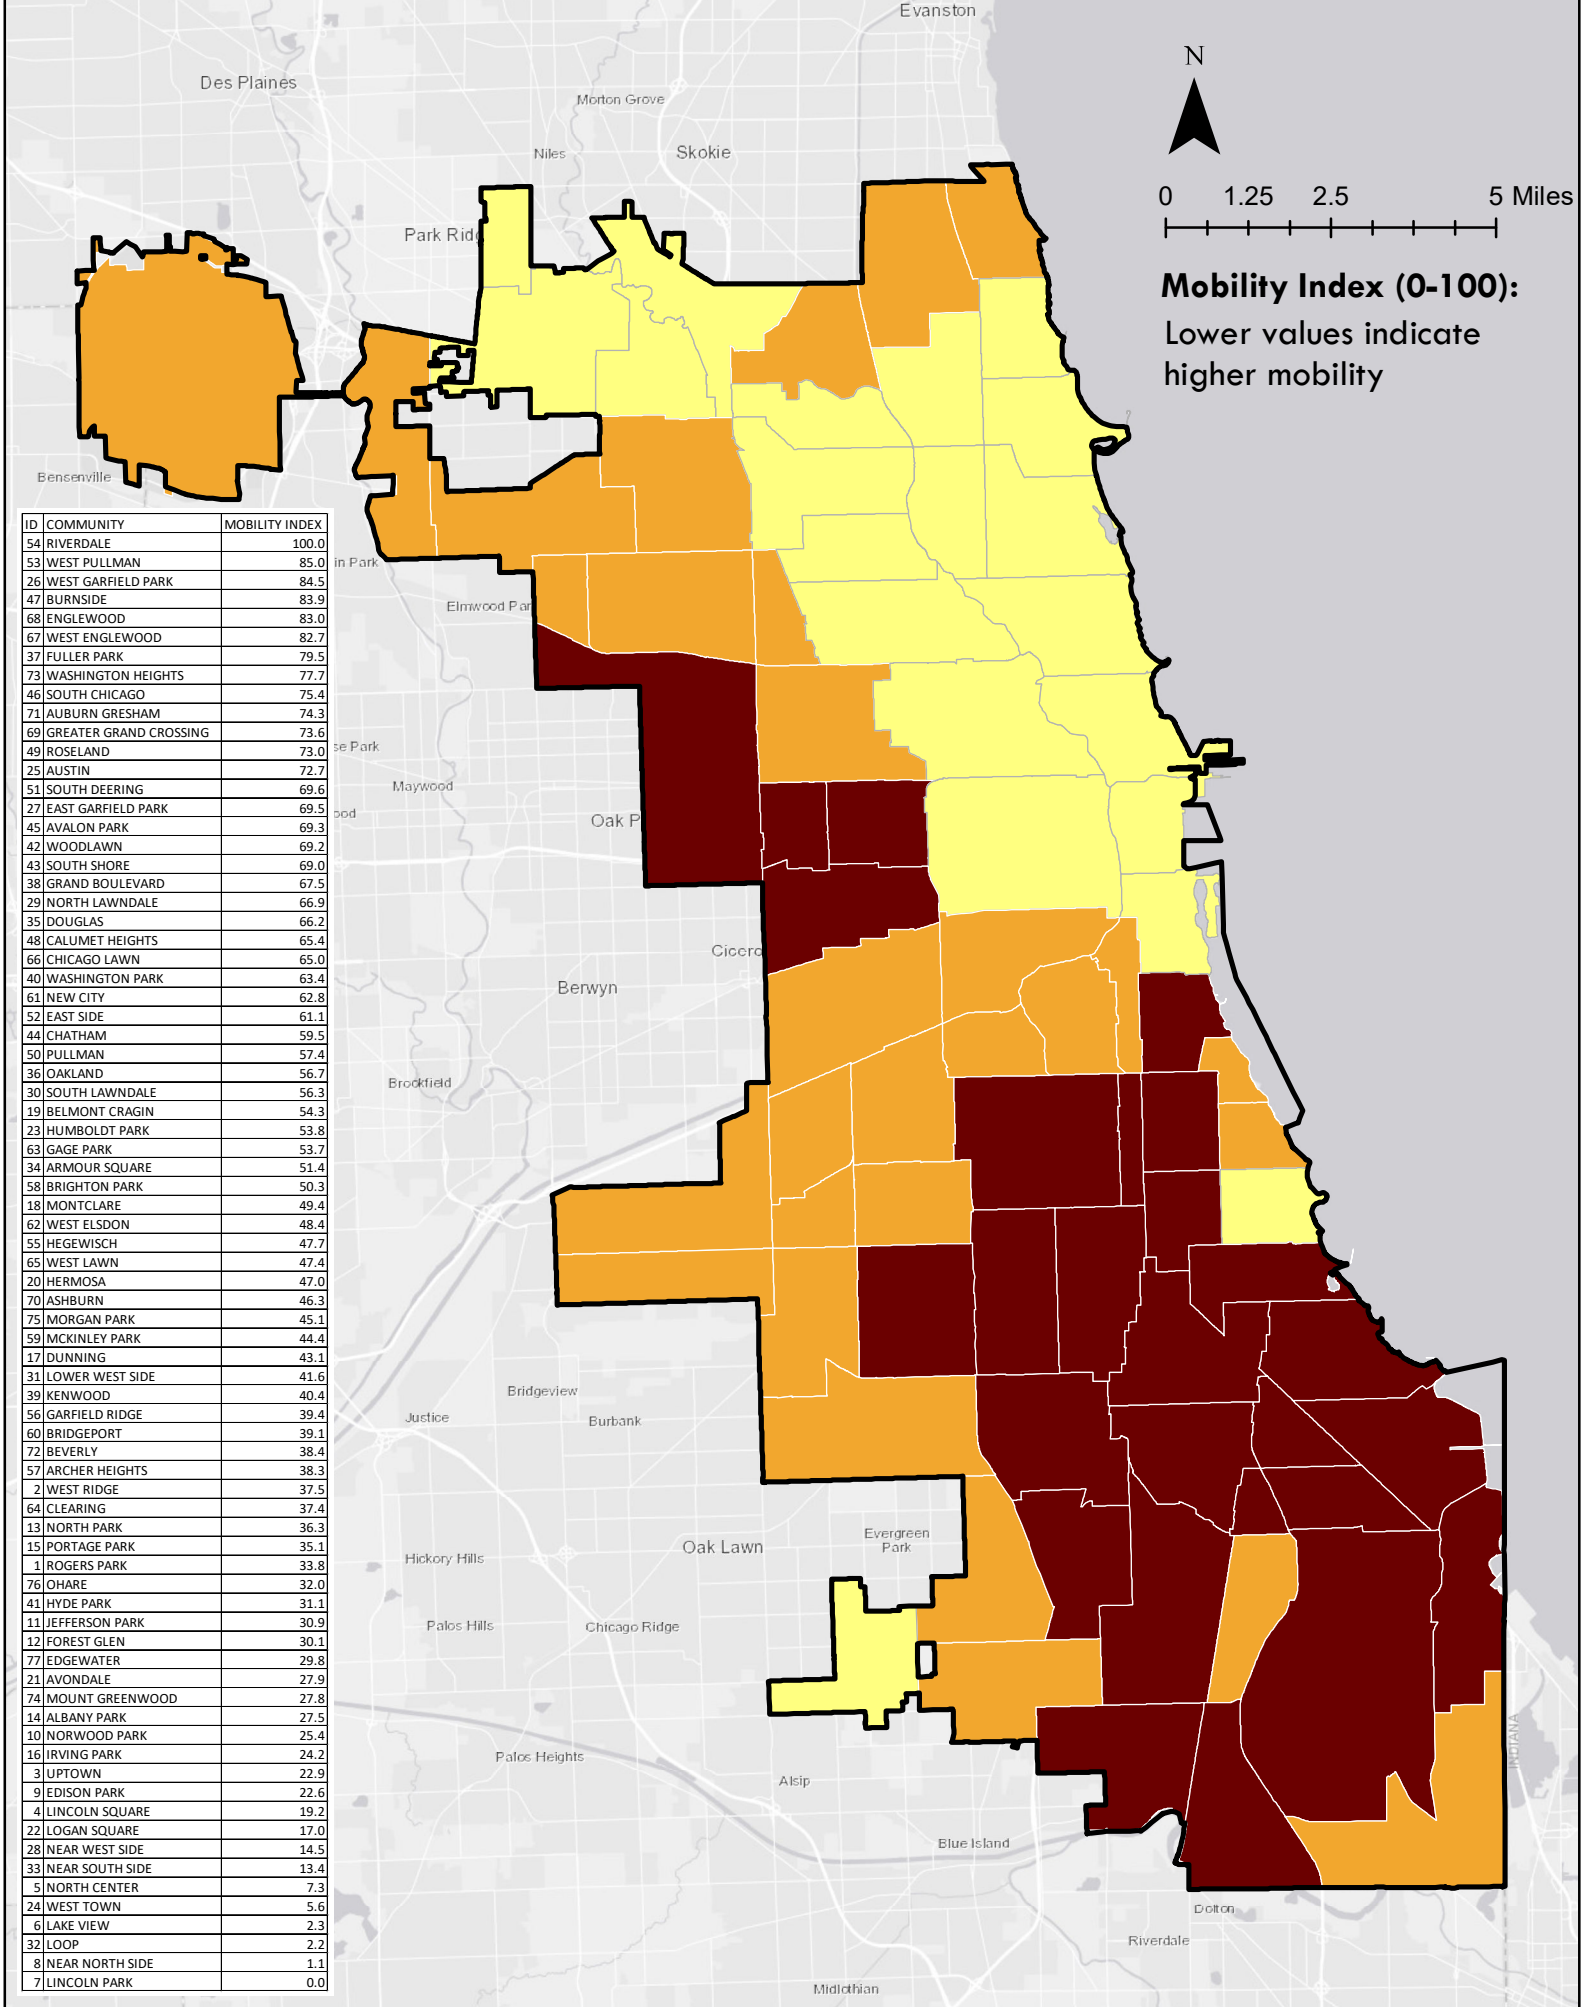 Evanston
Des Plaines
Morton Grove
Niles
Skokie
N
0 1.25 2.5 5 Miles
Park Ridg
Mobility Index (0-100):
Lower values indicate
higher mobility
Bensenville
ID COMMUNITY MOBILITY INDEX
54 RIVERDALE 100.0
53 WEST PULLMAN 85.0
26 WEST GARFIELD PARK 84.5
47 BURNSIDE 83.9
68 ENGLEWOOD 83.0
67 WEST ENGLEWOOD 82.7
37 FULLER PARK 79.5
73 WASHINGTON HEIGHTS 77.7
46 SOUTH CHICAGO 75.4
71 AUBURN GRESHAM 74.3
69 GREATER GRAND CROSSING 73.6
49 ROSELAND 73.0
25 AUSTIN 72.7
51 SOUTH DEERING 69.6
27 EAST GARFIELD PARK 69.5
45 AVALON PARK 69.3
42 WOODLAWN 69.2
43 SOUTH SHORE 69.0
38 GRAND BOULEVARD 67.5
29 NORTH LAWNDALE 66.9
35 DOUGLAS 66.2
48 CALUMET HEIGHTS 65.4
66 CHICAGO LAWN 65.0
40 WASHINGTON PARK 63.4
61 NEW CITY 62.8
52 EAST SIDE 61.1
44 CHATHAM 59.5
50 PULLMAN 57.4
36 OAKLAND 56.7
30 SOUTH LAWNDALE 56.3
19 BELMONT CRAGIN 54.3
23 HUMBOLDT PARK 53.8
63 GAGE PARK 53.7
34 ARMOUR SQUARE 51.4
58 BRIGHTON PARK 50.3
18 MONTCLARE 49.4
62 WEST ELSDON 48.4
55 HEGEWISCH 47.7
65 WEST LAWN 47.4
20 HERMOSA 47.0
70 ASHBURN 46.3
75 MORGAN PARK 45.1
59 MCKINLEY PARK 44.4
17 DUNNING 43.1
31 LOWER WEST SIDE 41.6
39 KENWOOD 40.4
56 GARFIELD RIDGE 39.4
60 BRIDGEPORT 39.1
72 BEVERLY 38.4
57 ARCHER HEIGHTS 38.3
2 WEST RIDGE 37.5
64 CLEARING 37.4
13 NORTH PARK 36.3
15 PORTAGE PARK 35.1
1 ROGERS PARK 33.8
76 OHARE 32.0
41 HYDE PARK 31.1
11 JEFFERSON PARK 30.9
12 FOREST GLEN 30.1
77 EDGEWATER 29.8
21 AVONDALE 27.9
74 MOUNT GREENWOOD 27.8
14 ALBANY PARK 27.5
10 NORWOOD PARK 25.4
16 IRVING PARK 24.2
3 UPTOWN 22.9
9 EDISON PARK 22.6
4 LINCOLN SQUARE 19.2
22 LOGAN SQUARE 17.0
28 NEAR WEST SIDE 14.5
33 NEAR SOUTH SIDE 13.4
5 NORTH CENTER 7.3
24 WEST TOWN 5.6
6 LAKE VIEW 2.3
32 LOOP 2.2
8 NEAR NORTH SIDE 1.1
7 LINCOLN PARK 0.0
in Park
Elmwood Par
se Park
Maywood
ood
Oak P
Cicero
Berwyn
Brookfield
Bridgeview
Justice
Burbank
Evergreen
Park
Oak Lawn
Hickory Hills
Palos Hills
Chicago Ridge
INDIANA
Palos Heights
Alsip
Blue Island
Dolton
Riverdale
Midlothian